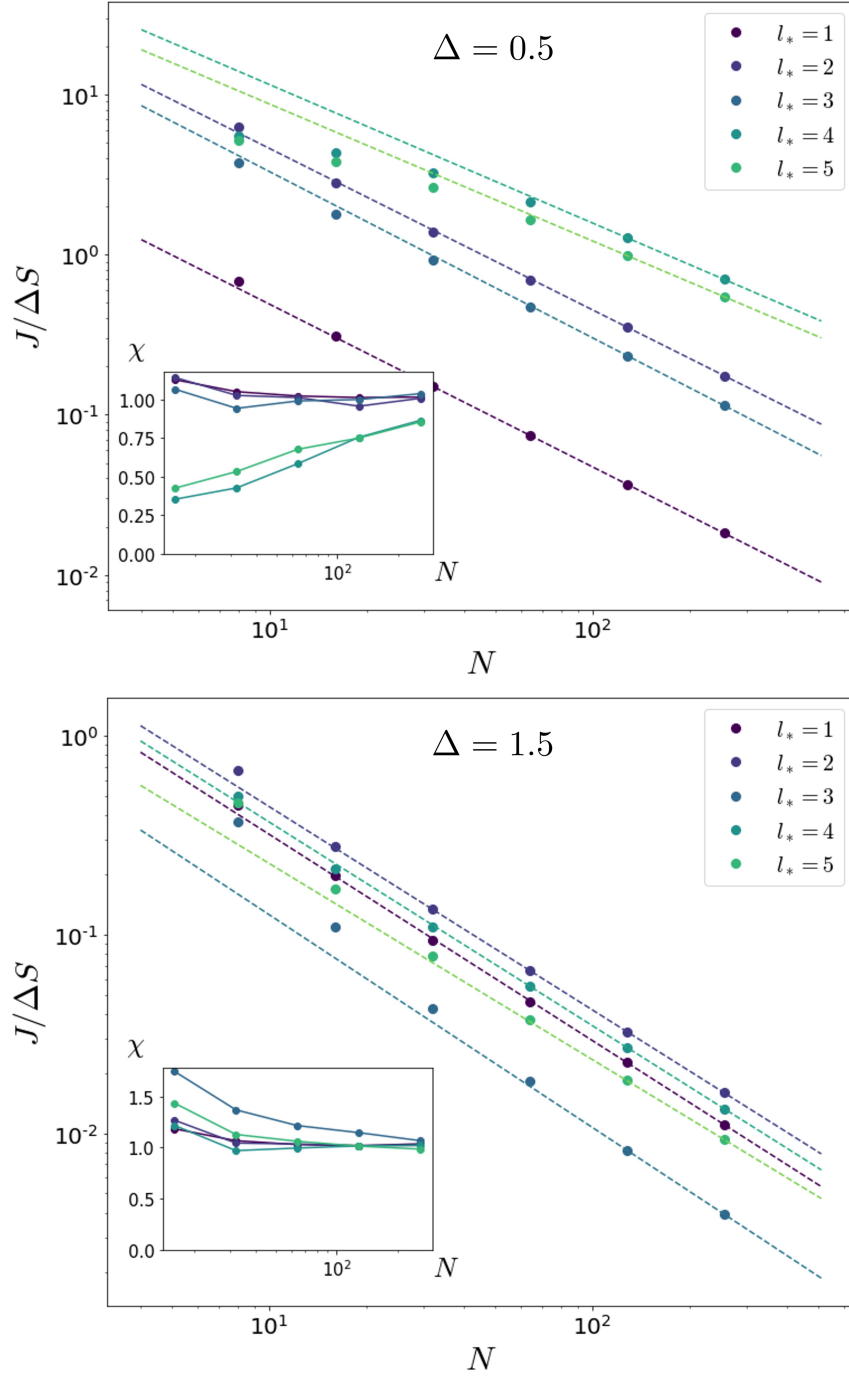 Δ = 0.5
l* = 1
l* = 2
l* = 3
l* = 4
l* = 5
10¹
10⁰
10⁻¹
10⁻²
J/ΔS
χ
1.00
0.75
0.50
0.25
0.00
10²
N
10¹
10²
N
Δ = 1.5
l* = 1
l* = 2
l* = 3
l* = 4
l* = 5
10⁰
10⁻¹
10⁻²
J/ΔS
χ
1.5
1.0
0.5
0.0
10²
N
10¹
10²
N